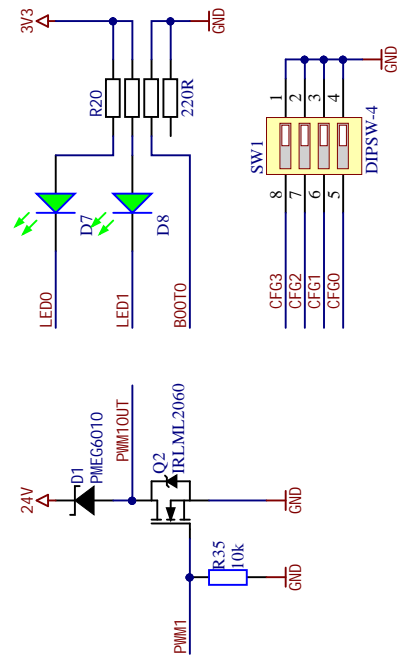 3V3
GND
R20
220R
D7
D8
LED0
LED1
BOOT0
GND
1
2
3
4
SW1
DIPSW-4
8
7
6
5
CFG3
CFG2
CFG1
CFG0
24V
D1
PMEG6010
PWM1OUT
Q2
IRLML2060
GND
R35
10k
GND
PWM1